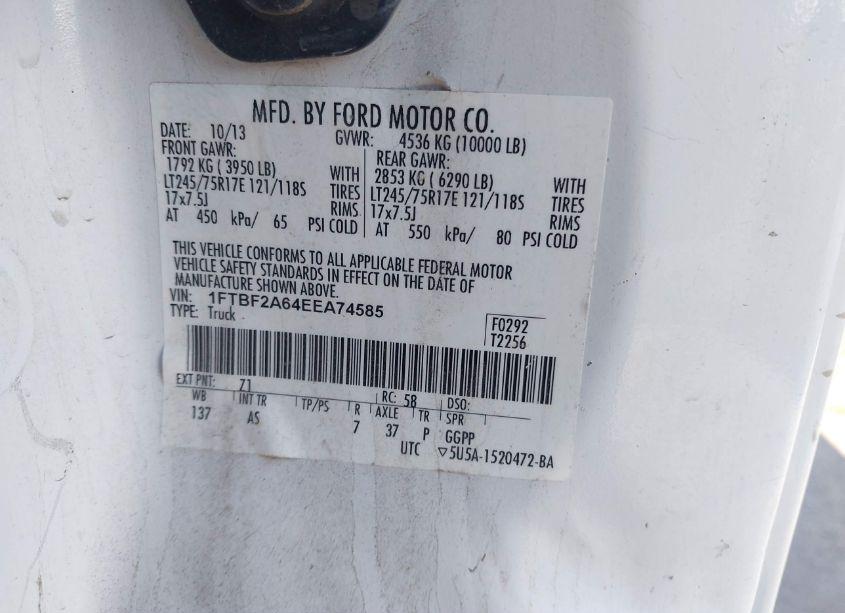 MFD. BY FORD MOTOR CO.
DATE: 10/13 GVWR: 4536 KG (10000 LB)
FRONT GAWR: REAR GAWR:
1792 KG ( 3950 LB) WITH 2853 KG ( 6290 LB) WITH
LT245/75R17E 121/118S TIRES LT245/75R17E 121/118S TIRES
17x7.5J RIMS 17x7.5J RIMS
AT 450 kPa/ 65 PSI COLD AT 550 kPa/ 80 PSI COLD
THIS VEHICLE CONFORMS TO ALL APPLICABLE FEDERAL MOTOR
VEHICLE SAFETY STANDARDS IN EFFECT ON THE DATE OF
MANUFACTURE SHOWN ABOVE.
VIN: 1FTBF2A64EEA74585
TYPE: Truck
F0292
T2256
EXT PNT: Z1 RC: 58 DSO:
WB INT TR TP/PS R AXLE TR SPR
137 AS 7 37 P GGPP
UTC ▽5U5A-1520472-BA